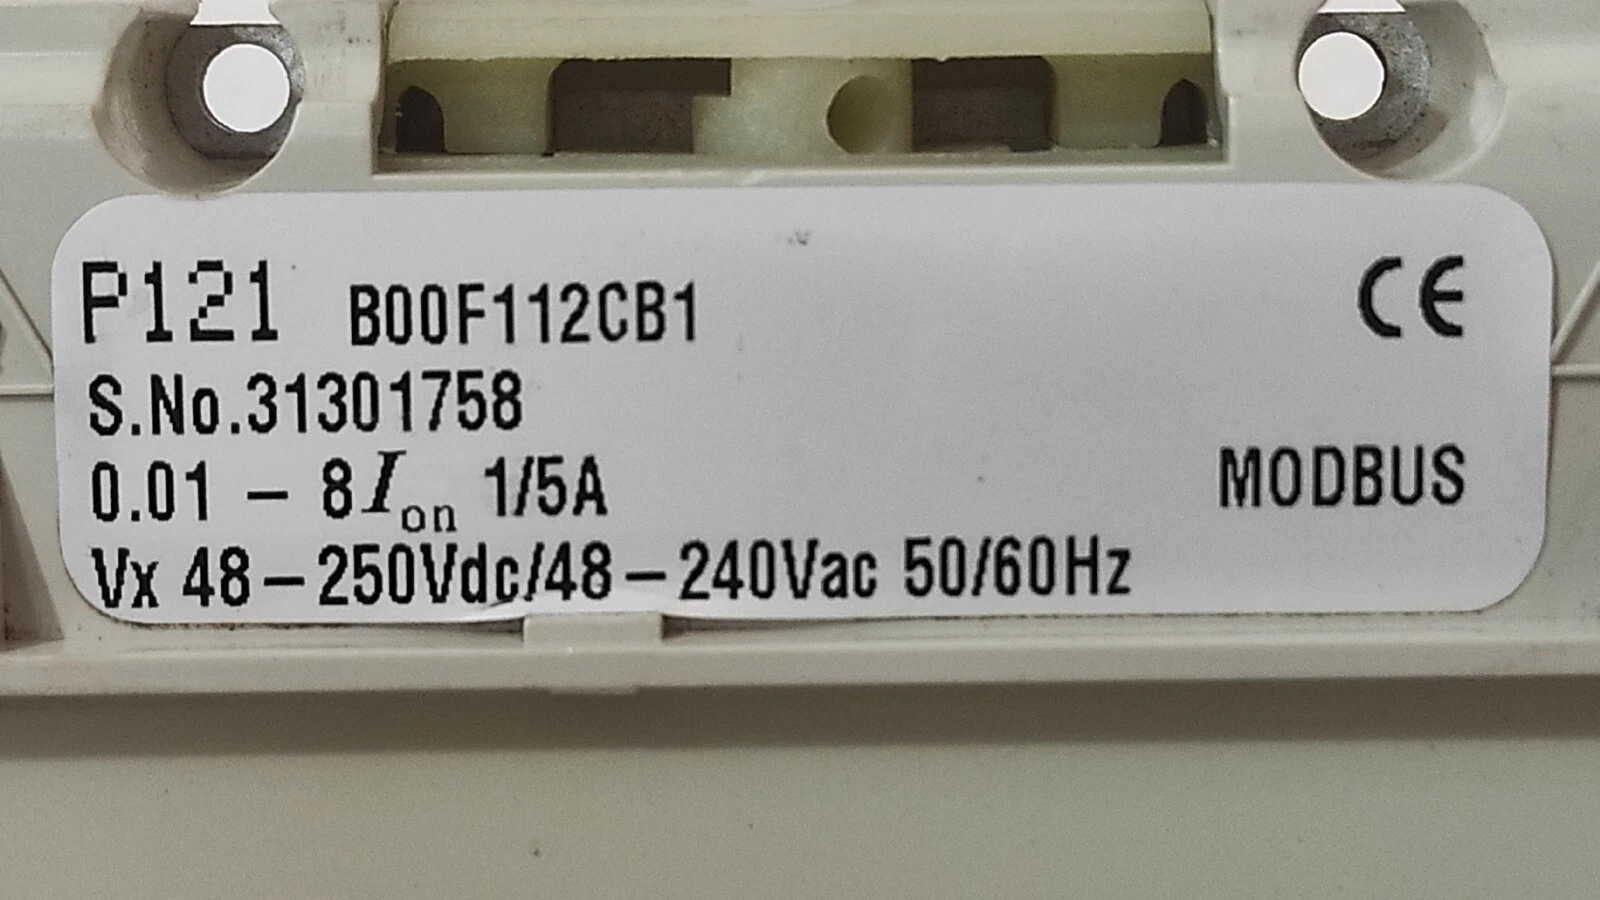 P121 B00F112CB1 CE
S.No.31301758
0.01 – 8Ion 1/5A MODBUS
Vx 48–250Vdc/48–240Vac 50/60Hz